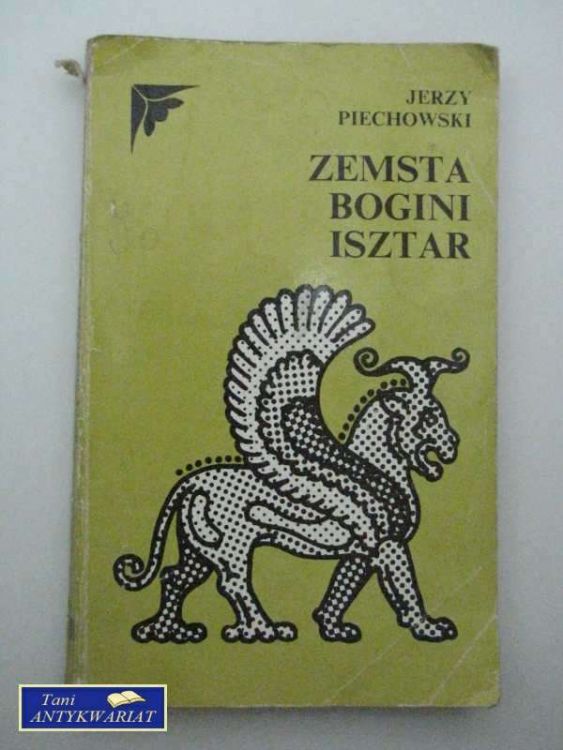 JERZY
PIECHOWSKI
ZEMSTA
BOGINI
ISZTAR
Tani
ANTYKWARIAT